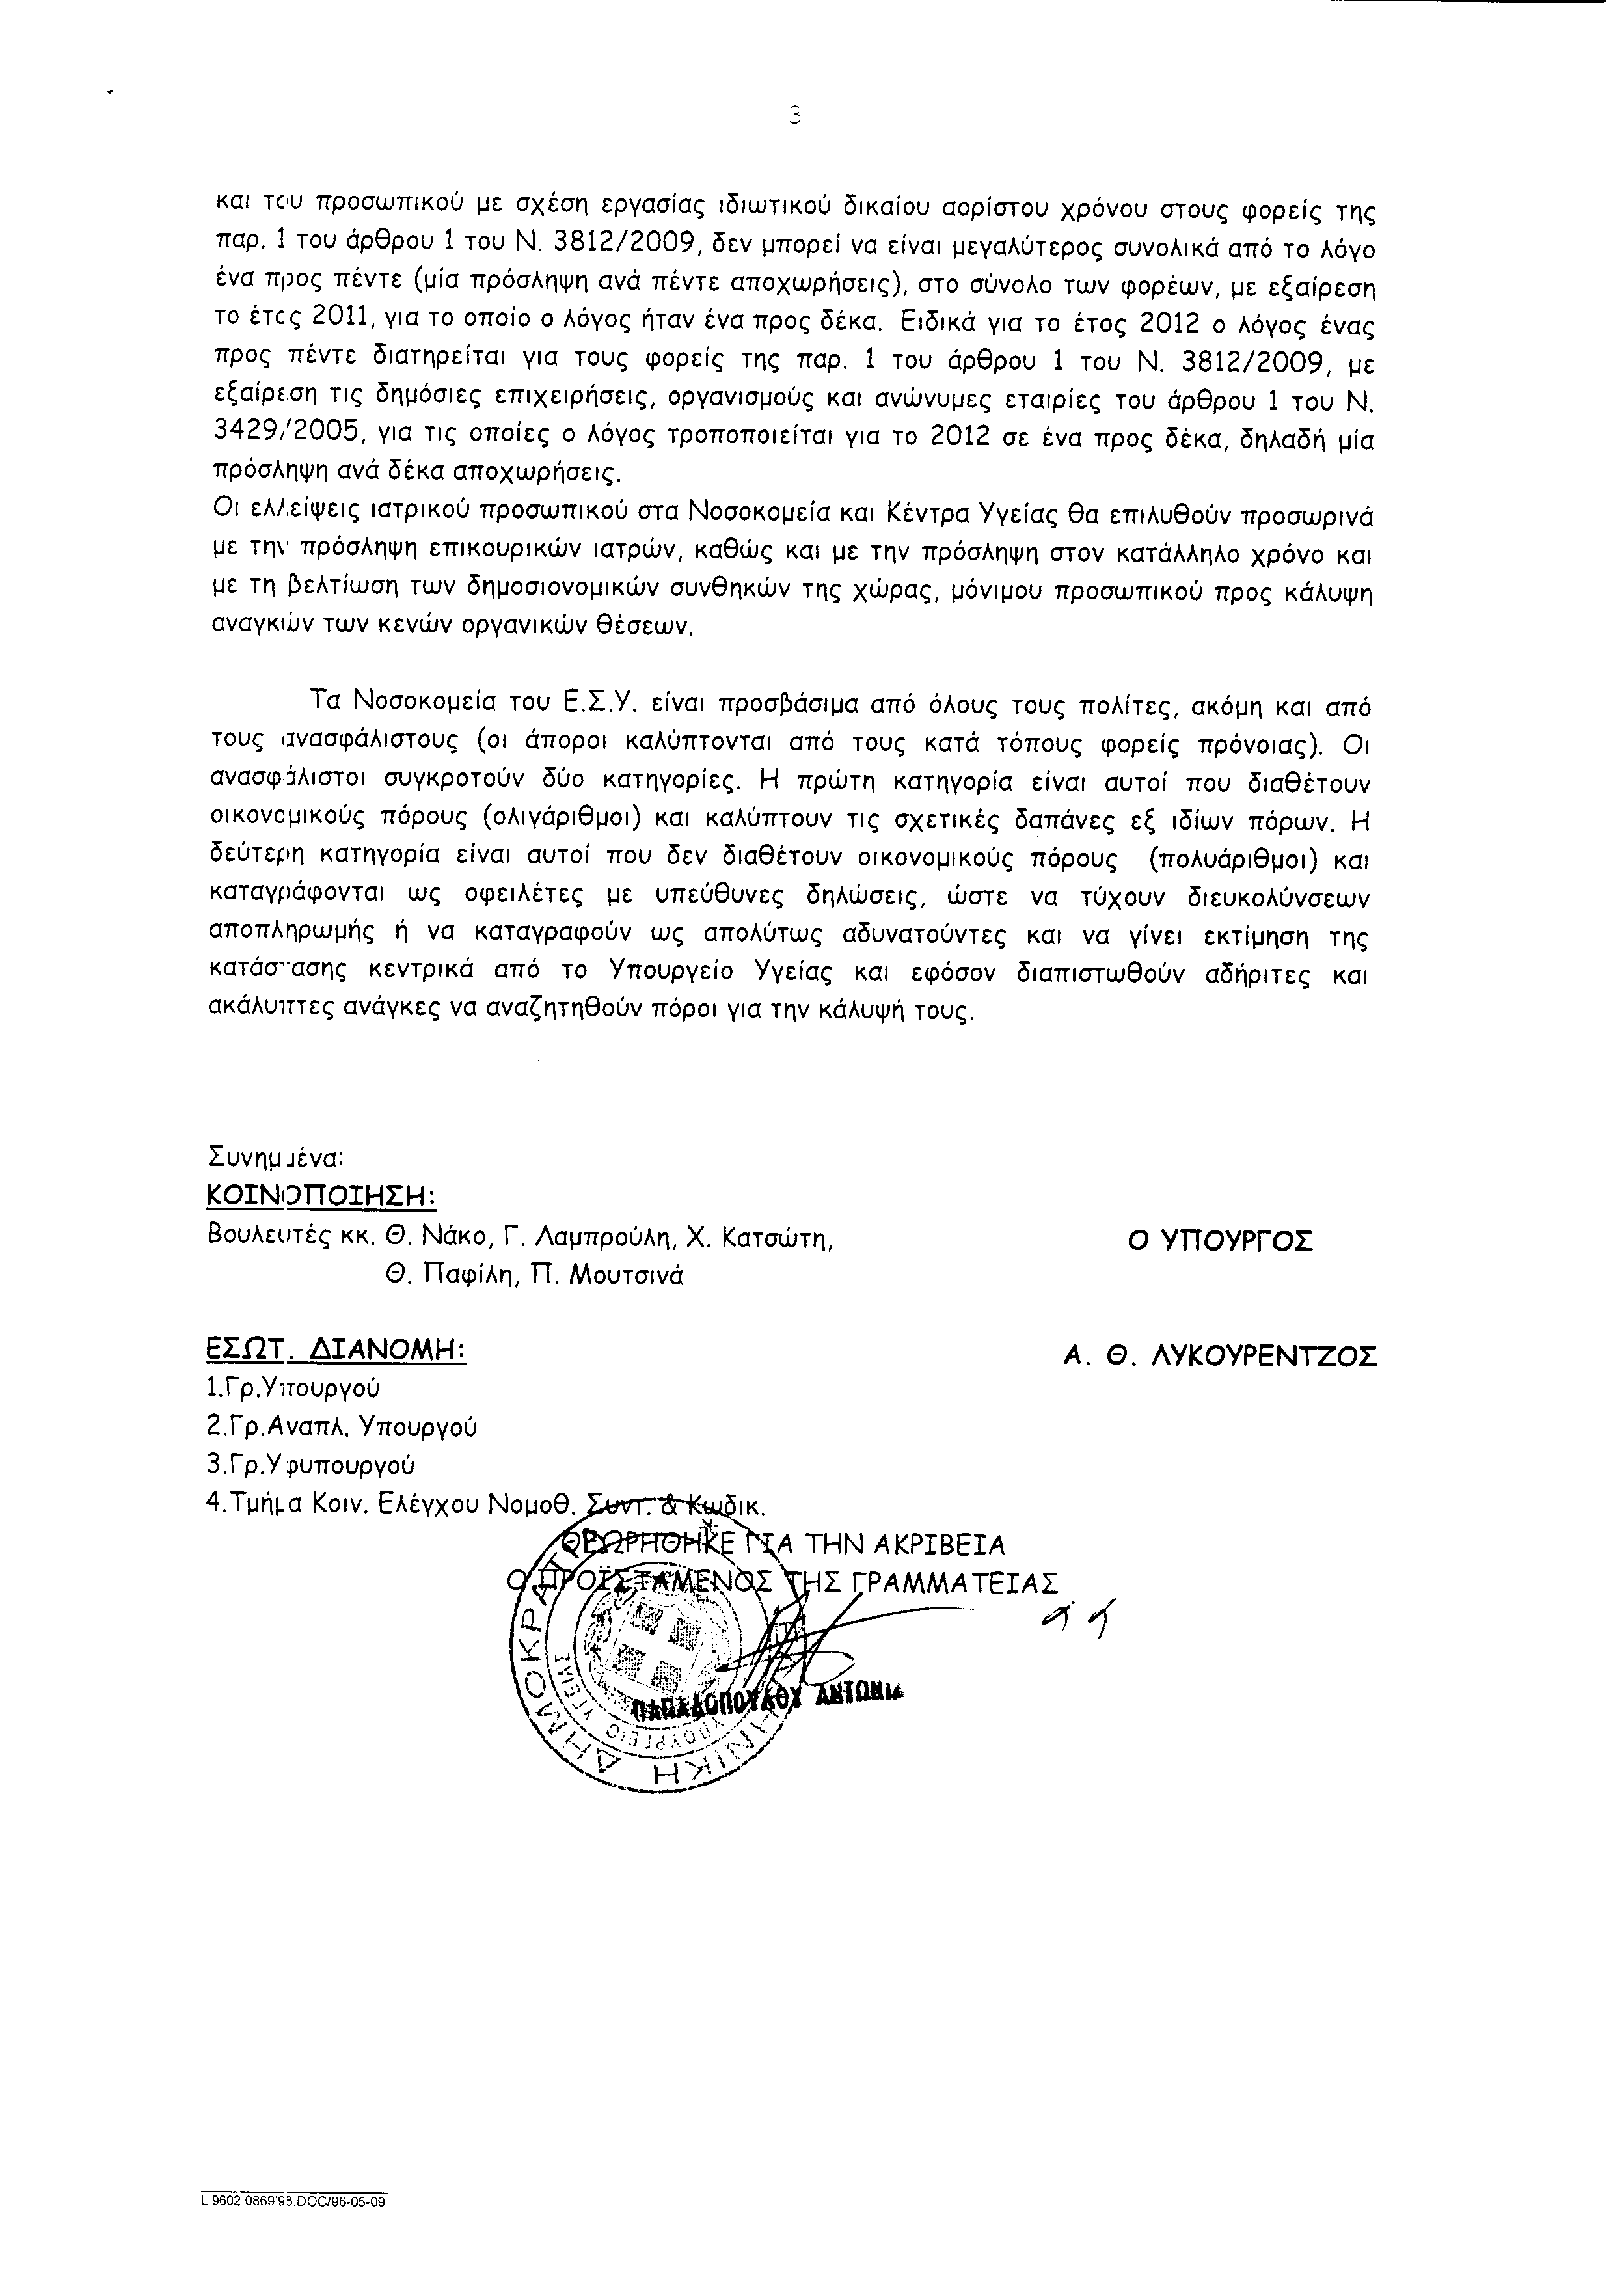 3
και του προσωπικού με σχέση εργασίας ιδιωτικού δικαίου αορίστου χρόνου στους φορείς της
παρ. 1 του άρθρου 1 του Ν. 3812/2009, δεν μπορεί να είναι μεγαλύτερος συνολικά από το λόγο
ένα προς πέντε (μία πρόσληψη ανά πέντε αποχωρήσεις), στο σύνολο των φορέων, με εξαίρεση
το έτος 2011, για το οποίο ο λόγος ήταν ένα προς δέκα. Ειδικά για το έτος 2012 ο λόγος ένας
προς πέντε διατηρείται για τους φορείς της παρ. 1 του άρθρου 1 του Ν. 3812/2009, με
εξαίρεση τις δημόσιες επιχειρήσεις, οργανισμούς και ανώνυμες εταιρίες του άρθρου 1 του Ν.
3429/2005, για τις οποίες ο λόγος τροποποιείται για το 2012 σε ένα προς δέκα, δηλαδή μία
πρόσληψη ανά δέκα αποχωρήσεις.
Οι ελλείψεις ιατρικού προσωπικού στα Νοσοκομεία και Κέντρα Υγείας θα επιλυθούν προσωρινά
με την πρόσληψη επικουρικών ιατρών, καθώς και με την πρόσληψη στον κατάλληλο χρόνο και
με τη βελτίωση των δημοσιονομικών συνθηκών της χώρας, μόνιμου προσωπικού προς κάλυψη
αναγκών των κενών οργανικών θέσεων.
Τα Νοσοκομεία του Ε.Σ.Υ. είναι προσβάσιμα από όλους τους πολίτες, ακόμη και από
τους ανασφάλιστους (οι άποροι καλύπτονται από τους κατά τόπους φορείς πρόνοιας). Οι
ανασφάλιστοι συγκροτούν δύο κατηγορίες. Η πρώτη κατηγορία είναι αυτοί που διαθέτουν
οικονομικούς πόρους (ολιγάριθμοι) και καλύπτουν τις σχετικές δαπάνες εξ ιδίων πόρων. Η
δεύτερη κατηγορία είναι αυτοί που δεν διαθέτουν οικονομικούς πόρους (πολυάριθμοι) και
καταγράφονται ως οφειλέτες με υπεύθυνες δηλώσεις, ώστε να τύχουν διευκολύνσεων
αποπληρωμής ή να καταγραφούν ως απολύτως αδυνατούντες και να γίνει εκτίμηση της
κατάστασης κεντρικά από το Υπουργείο Υγείας και εφόσον διαπιστωθούν αδήριτες και
ακάλυπτες ανάγκες να αναζητηθούν πόροι για την κάλυψή τους.
Συνημμένα:
ΚΟΙΝΟΠΟΙΗΣΗ:
Βουλευτές κκ. Θ. Νάκο, Γ. Λαμπρούλη, Χ. Κατσώτη,
Θ. Παφίλη, Π. Μουτσινά
Ο ΥΠΟΥΡΓΟΣ
ΕΣΩΤ. ΔΙΑΝΟΜΗ:
Α. Θ. ΛΥΚΟΥΡΕΝΤΖΟΣ
1.Γρ.Υπουργού
2.Γρ.Αναπλ. Υπουργού
3.Γρ.Υφυπουργού
4.Τμήμα Κοιν. Ελέγχου Νομοθ. Συντ. & Κωδικ.
ΘΕΩΡΗΘΗΚΕ ΓΙΑ ΤΗΝ ΑΚΡΙΒΕΙΑ
Ο ΠΡΟΪΣΤΑΜΕΝΟΣ ΤΗΣ ΓΡΑΜΜΑΤΕΙΑΣ
ΠΑΠΑΔΟΠΟΥΛΟΥ ΑΝΤΩΝΙΑ
ΥΠΟΥΡΓΕΙΟ ΥΓΕΙΑΣ
L.9602.086996.DOC/96-05-09